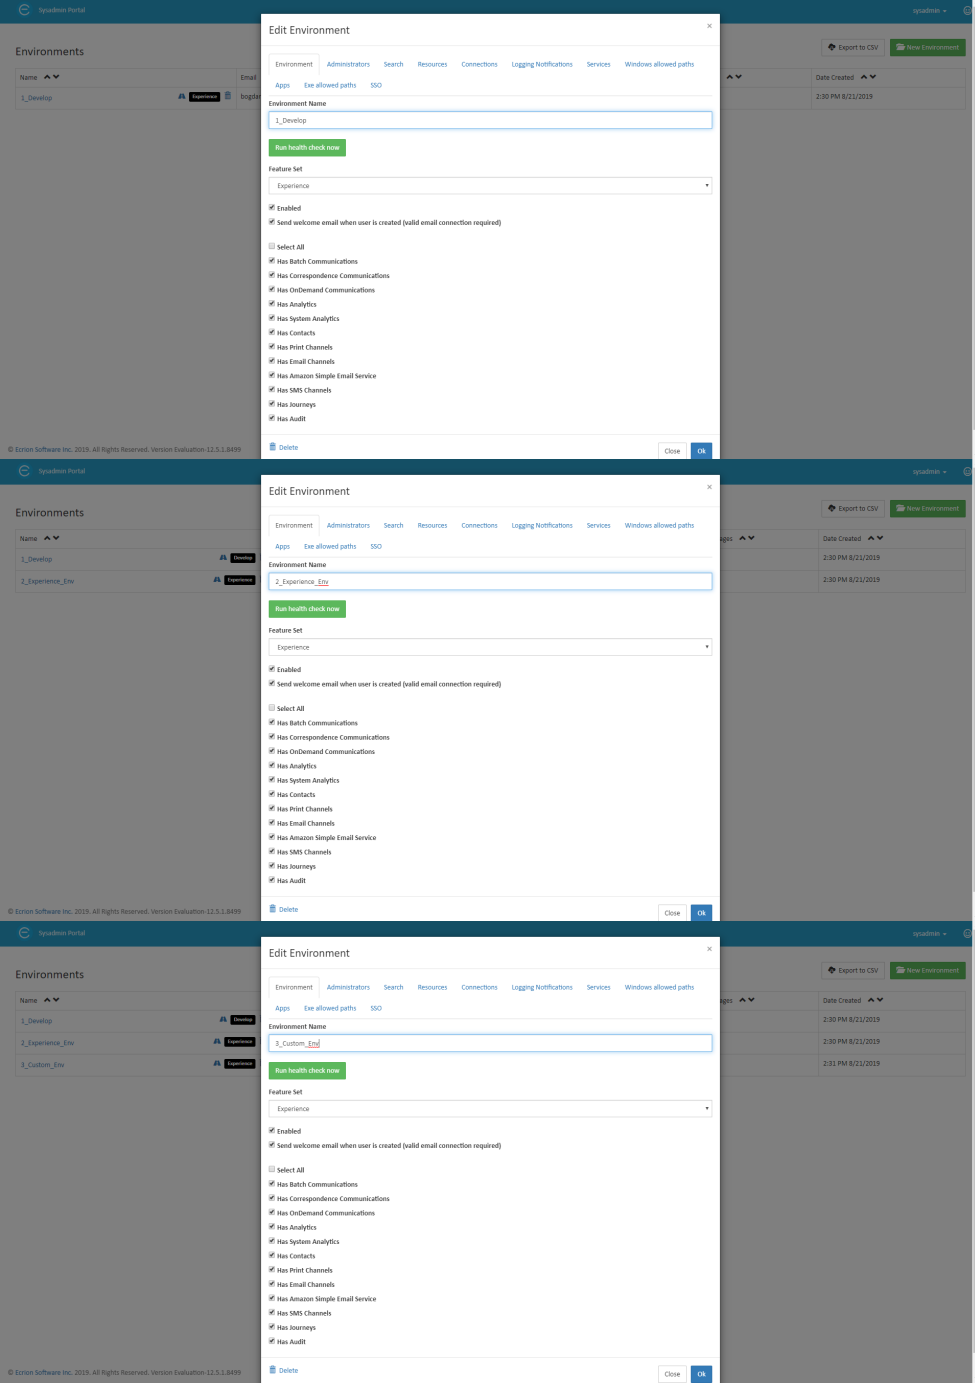 Sysadmin Portal
sysadmin
Environments
Export to CSV
New Environment
Name
Email
Date Created
1_Develop
Experience
bogdan
2:30 PM 8/21/2019
Edit Environment
×
Environment Administrators Search Resources Connections Logging Notifications Services Windows allowed paths
Apps Exe allowed paths SSO
Environment Name
1_Develop
Run health check now
Feature Set
Experience
Enabled
Send welcome email when user is created (valid email connection required)
Select All
Has Batch Communications
Has Correspondence Communications
Has OnDemand Communications
Has Analytics
Has System Analytics
Has Contacts
Has Print Channels
Has Email Channels
Has Amazon Simple Email Service
Has SMS Channels
Has Journeys
Has Audit
Delete
Close Ok
© Ecrion Software Inc. 2019. All Rights Reserved. Version Evaluation-12.5.1.8499
Sysadmin Portal
sysadmin
Environments
Export to CSV
New Environment
Name
ages
Date Created
1_Develop
Develop
2:30 PM 8/21/2019
2_Experience_Env
Experience
2:30 PM 8/21/2019
Edit Environment
×
Environment Administrators Search Resources Connections Logging Notifications Services Windows allowed paths
Apps Exe allowed paths SSO
Environment Name
2_Experience_Env
Run health check now
Feature Set
Experience
Enabled
Send welcome email when user is created (valid email connection required)
Select All
Has Batch Communications
Has Correspondence Communications
Has OnDemand Communications
Has Analytics
Has System Analytics
Has Contacts
Has Print Channels
Has Email Channels
Has Amazon Simple Email Service
Has SMS Channels
Has Journeys
Has Audit
Delete
Close Ok
© Ecrion Software Inc. 2019. All Rights Reserved. Version Evaluation-12.5.1.8499
Sysadmin Portal
sysadmin
Environments
Export to CSV
New Environment
Name
ages
Date Created
1_Develop
Develop
2:30 PM 8/21/2019
2_Experience_Env
Experience
2:30 PM 8/21/2019
3_Custom_Env
Experience
2:31 PM 8/21/2019
Edit Environment
×
Environment Administrators Search Resources Connections Logging Notifications Services Windows allowed paths
Apps Exe allowed paths SSO
Environment Name
3_Custom_Env
Run health check now
Feature Set
Experience
Enabled
Send welcome email when user is created (valid email connection required)
Select All
Has Batch Communications
Has Correspondence Communications
Has OnDemand Communications
Has Analytics
Has System Analytics
Has Contacts
Has Print Channels
Has Email Channels
Has Amazon Simple Email Service
Has SMS Channels
Has Journeys
Has Audit
Delete
Close Ok
© Ecrion Software Inc. 2019. All Rights Reserved. Version Evaluation-12.5.1.8499